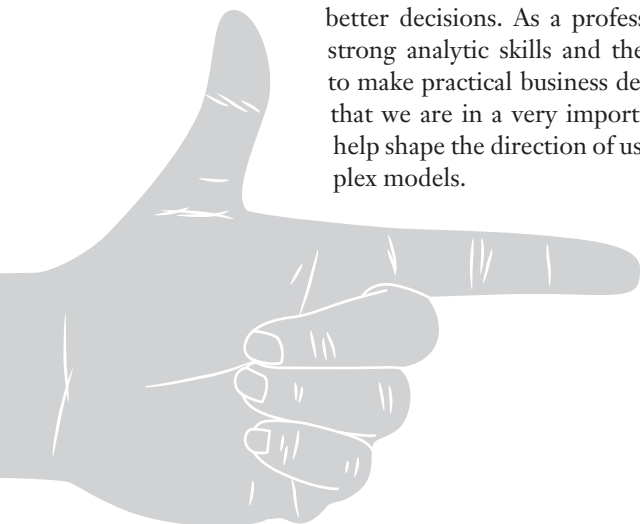 better decisions. As a profess
strong analytic skills and the
to make practical business de
that we are in a very import
help shape the direction of us
plex models.